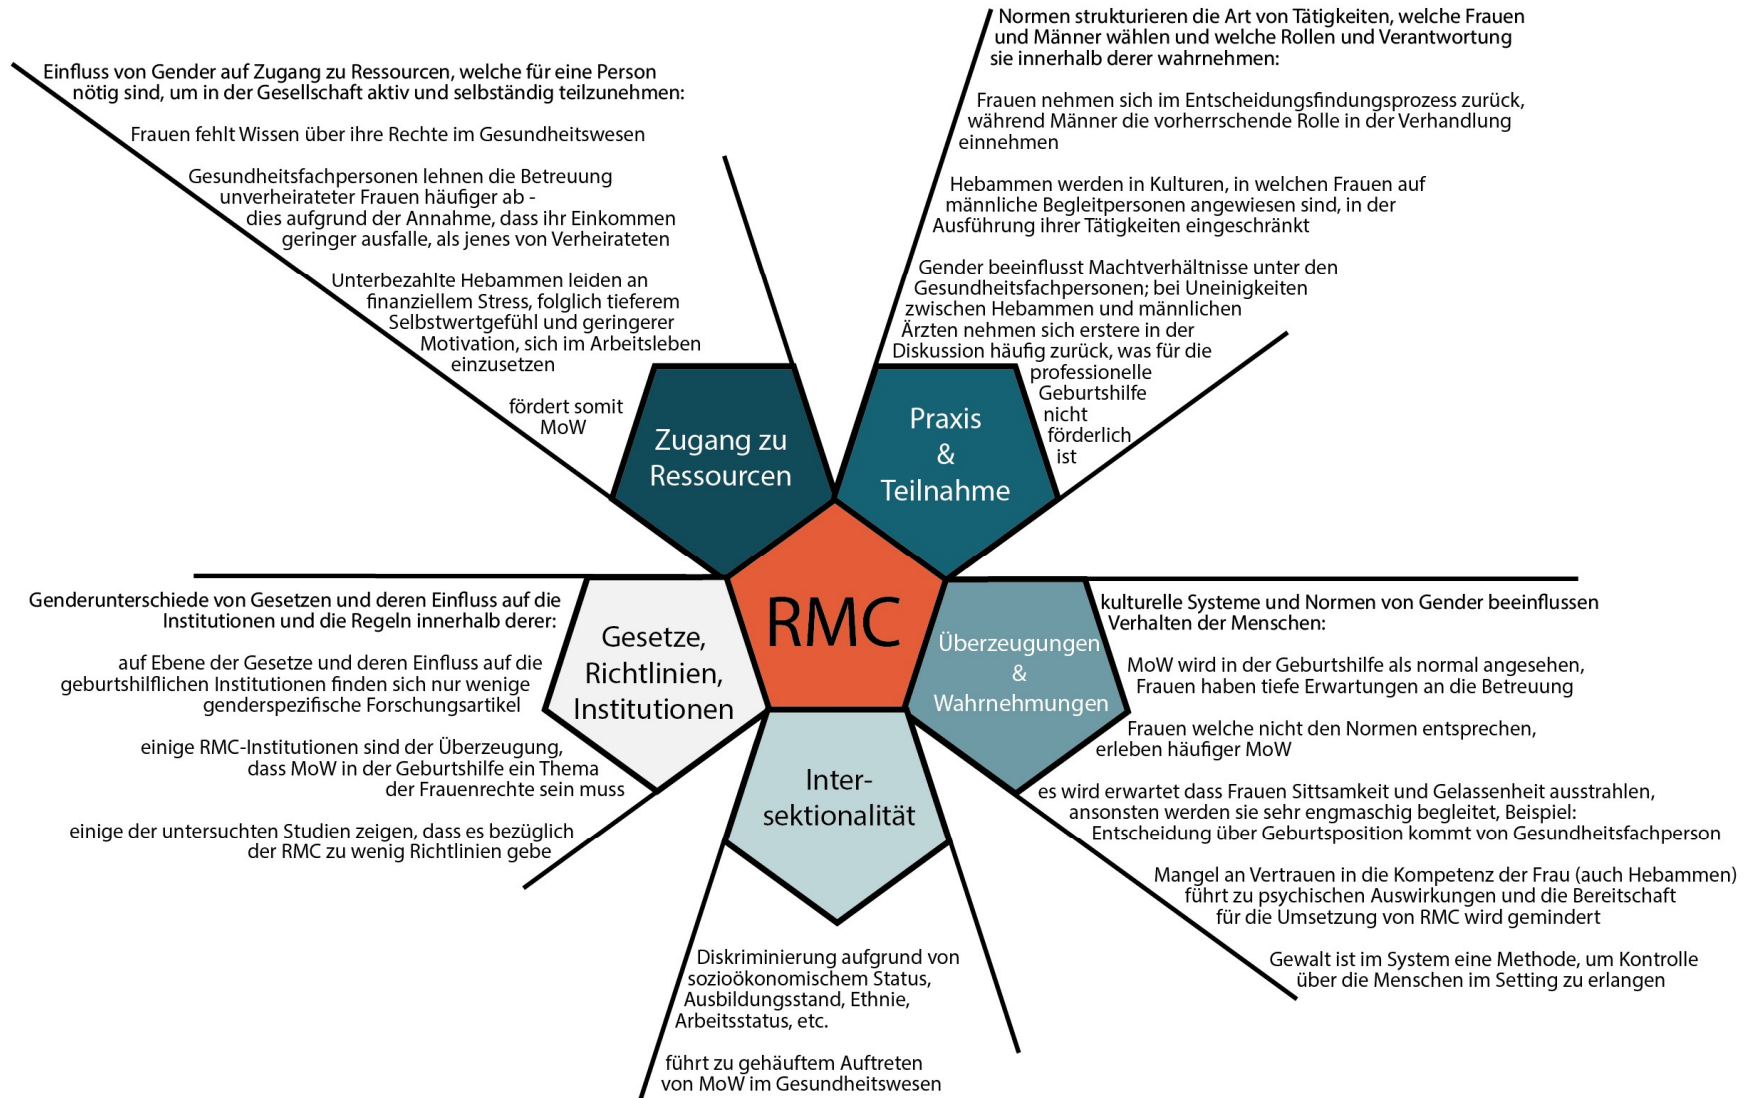 Einfluss von Gender auf Zugang zu Ressourcen, welche für eine Person
nötig sind, um in der Gesellschaft aktiv und selbständig teilzunehmen:
Frauen fehlt Wissen über ihre Rechte im Gesundheitswesen
Gesundheitsfachpersonen lehnen die Betreuung
unverheirateter Frauen häufiger ab -
dies aufgrund der Annahme, dass ihr Einkommen
geringer ausfalle, als jenes von Verheirateten
Unterbezahlte Hebammen leiden an
finanziellem Stress, folglich tieferem
Selbstwertgefühl und geringerer
Motivation, sich im Arbeitsleben
einzusetzen
fördert somit
MoW
Zugang zu
Ressourcen
Normen strukturieren die Art von Tätigkeiten, welche Frauen
und Männer wählen und welche Rollen und Verantwortung
sie innerhalb derer wahrnehmen:
Frauen nehmen sich im Entscheidungsfindungsprozess zurück,
während Männer die vorherrschende Rolle in der Verhandlung
einnehmen
Hebammen werden in Kulturen, in welchen Frauen auf
männliche Begleitpersonen angewiesen sind, in der
Ausführung ihrer Tätigkeiten eingeschränkt
Gender beeinflusst Machtverhältnisse unter den
Gesundheitsfachpersonen; bei Uneinigkeiten
zwischen Hebammen und männlichen
Ärzten nehmen sich erstere in der
Diskussion häufig zurück, was für die
professionelle
Geburtshilfe
nicht
förderlich
ist
Praxis
&
Teilnahme
RMC
Genderunterschiede von Gesetzen und deren Einfluss auf die
Institutionen und die Regeln innerhalb derer:
auf Ebene der Gesetze und deren Einfluss auf die
geburtshilflichen Institutionen finden sich nur wenige
genderspezifische Forschungsartikel
einige RMC-Institutionen sind der Überzeugung,
dass MoW in der Geburtshilfe ein Thema
der Frauenrechte sein muss
einige der untersuchten Studien zeigen, dass es bezüglich
der RMC zu wenig Richtlinien gebe
Gesetze,
Richtlinien,
Institutionen
Überzeugungen
&
Wahrnehmungen
kulturelle Systeme und Normen von Gender beeinflussen
Verhalten der Menschen:
MoW wird in der Geburtshilfe als normal angesehen,
Frauen haben tiefe Erwartungen an die Betreuung
Frauen welche nicht den Normen entsprechen,
erleben häufiger MoW
es wird erwartet dass Frauen Sittsamkeit und Gelassenheit ausstrahlen,
ansonsten werden sie sehr engmaschig begleitet, Beispiel:
Entscheidung über Geburtsposition kommt von Gesundheitsfachperson
Mangel an Vertrauen in die Kompetenz der Frau (auch Hebammen)
führt zu psychischen Auswirkungen und die Bereitschaft
für die Umsetzung von RMC wird gemindert
Gewalt ist im System eine Methode, um Kontrolle
über die Menschen im Setting zu erlangen
Inter-
sektionalität
Diskriminierung aufgrund von
sozioökonomischem Status,
Ausbildungsstand, Ethnie,
Arbeitsstatus, etc.
führt zu gehäuftem Auftreten
von MoW im Gesundheitswesen